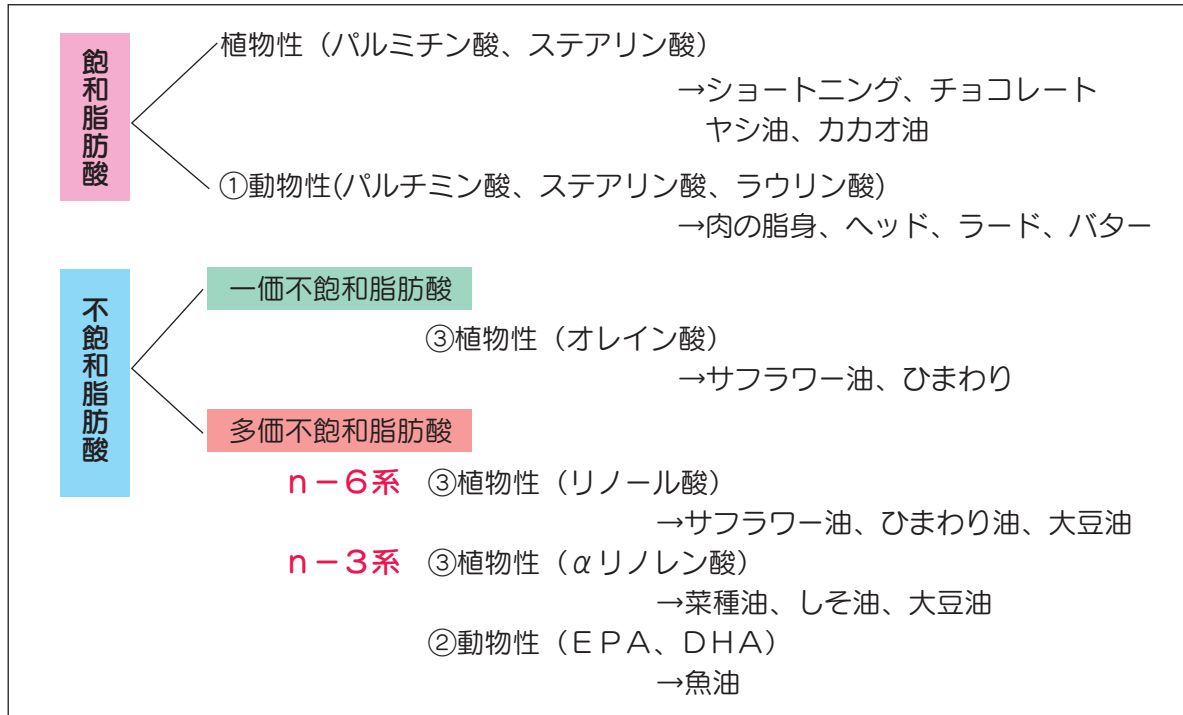 飽和脂肪酸
植物性（パルミチン酸、ステアリン酸）
→ショートニング、チョコレート
ヤシ油、カカオ油
①動物性(パルチミン酸、ステアリン酸、ラウリン酸)
→肉の脂身、ヘッド、ラード、バター
不飽和脂肪酸
一価不飽和脂肪酸
③植物性（オレイン酸）
→サフラワー油、ひまわり
多価不飽和脂肪酸
n－6系 ③植物性（リノール酸）
→サフラワー油、ひまわり油、大豆油
n－3系 ③植物性（αリノレン酸）
→菜種油、しそ油、大豆油
②動物性（ＥＰＡ、ＤＨＡ）
→魚油